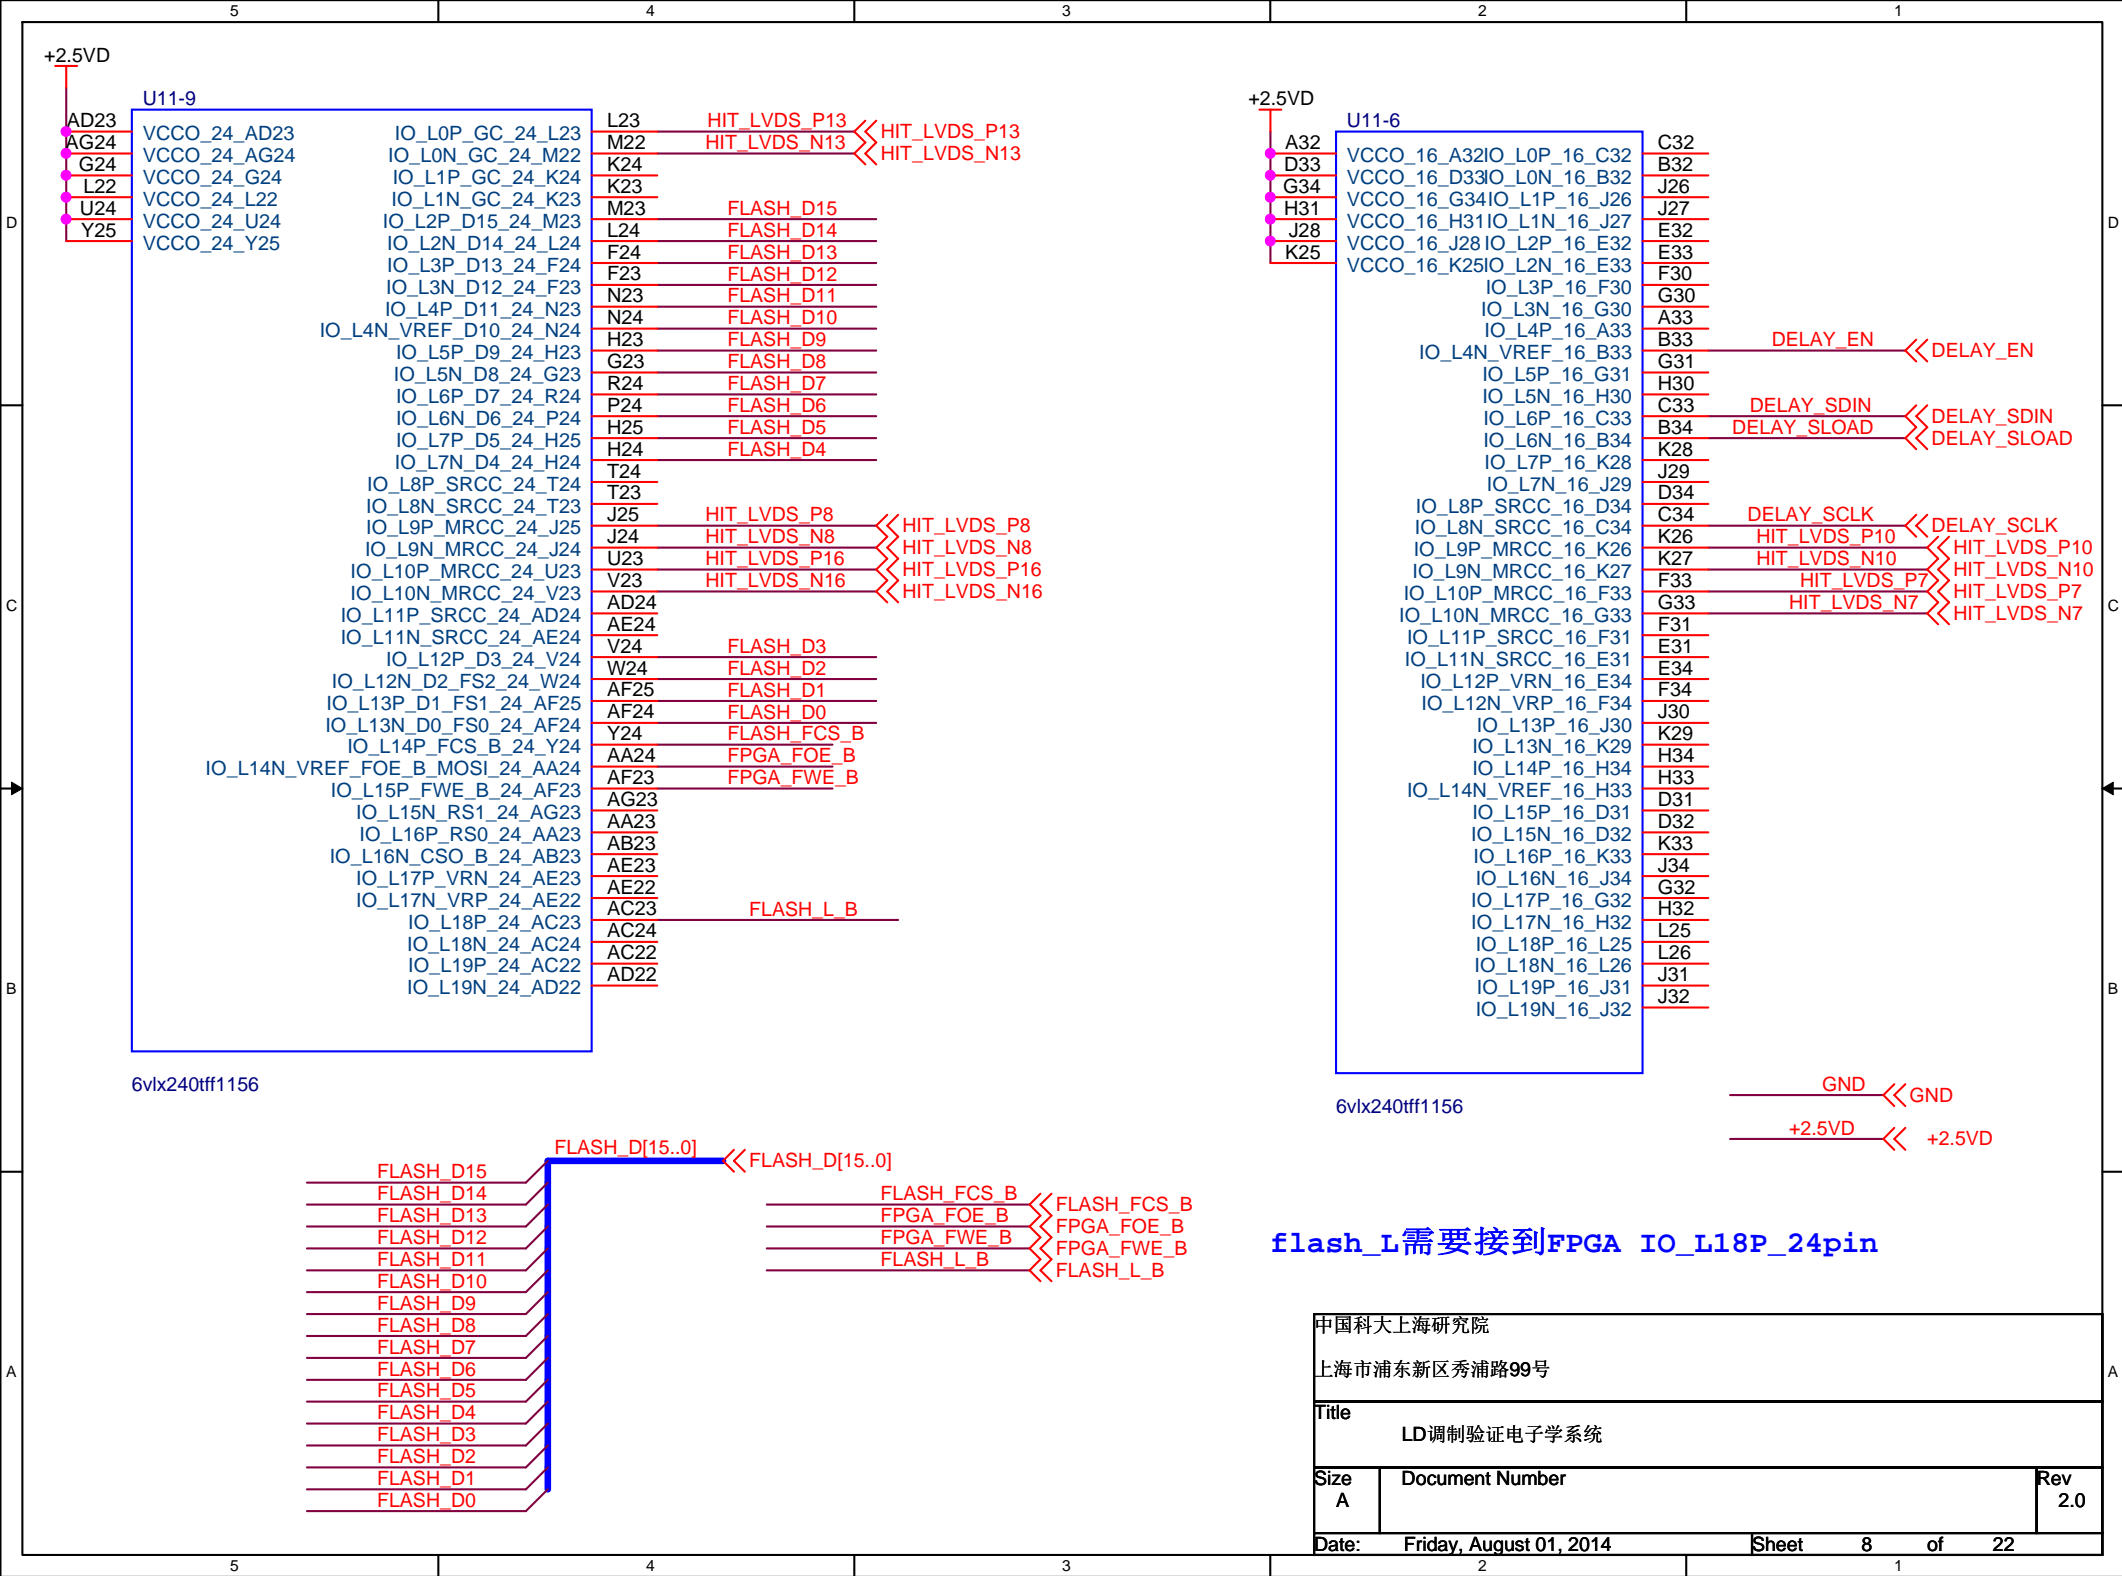 5 4 3 2 1
+2.5VD
U11-9
AD23 VCCO_24_AD23
AG24 VCCO_24_AG24
G24 VCCO_24_G24
L22 VCCO_24_L22
U24 VCCO_24_U24
Y25 VCCO_24_Y25
IO_L0P_GC_24_L23 L23 HIT_LVDS_P13 HIT_LVDS_P13
IO_L0N_GC_24_M22 M22 HIT_LVDS_N13 HIT_LVDS_N13
IO_L1P_GC_24_K24 K24
IO_L1N_GC_24_K23 K23
IO_L2P_D15_24_M23 M23 FLASH_D15
IO_L2N_D14_24_L24 L24 FLASH_D14
IO_L3P_D13_24_F24 F24 FLASH_D13
IO_L3N_D12_24_F23 F23 FLASH_D12
IO_L4P_D11_24_N23 N23 FLASH_D11
IO_L4N_VREF_D10_24_N24 N24 FLASH_D10
IO_L5P_D9_24_H23 H23 FLASH_D9
IO_L5N_D8_24_G23 G23 FLASH_D8
IO_L6P_D7_24_R24 R24 FLASH_D7
IO_L6N_D6_24_P24 P24 FLASH_D6
IO_L7P_D5_24_H25 H25 FLASH_D5
IO_L7N_D4_24_H24 H24 FLASH_D4
IO_L8P_SRCC_24_T24 T24
IO_L8N_SRCC_24_T23 T23
IO_L9P_MRCC_24_J25 J25 HIT_LVDS_P8 HIT_LVDS_P8
IO_L9N_MRCC_24_J24 J24 HIT_LVDS_N8 HIT_LVDS_N8
IO_L10P_MRCC_24_U23 U23 HIT_LVDS_P16 HIT_LVDS_P16
IO_L10N_MRCC_24_V23 V23 HIT_LVDS_N16 HIT_LVDS_N16
IO_L11P_SRCC_24_AD24 AD24
IO_L11N_SRCC_24_AE24 AE24
IO_L12P_D3_24_V24 V24 FLASH_D3
IO_L12N_D2_FS2_24_W24 W24 FLASH_D2
IO_L13P_D1_FS1_24_AF25 AF25 FLASH_D1
IO_L13N_D0_FS0_24_AF24 AF24 FLASH_D0
IO_L14P_FCS_B_24_Y24 Y24 FLASH_FCS_B
IO_L14N_VREF_FOE_B_MOSI_24_AA24 AA24 FPGA_FOE_B
IO_L15P_FWE_B_24_AF23 AF23 FPGA_FWE_B
IO_L15N_RS1_24_AG23 AG23
IO_L16P_RS0_24_AA23 AA23
IO_L16N_CSO_B_24_AB23 AB23
IO_L17P_VRN_24_AE23 AE23
IO_L17N_VRP_24_AE22 AE22
IO_L18P_24_AC23 AC23 FLASH_L_B
IO_L18N_24_AC24 AC24
IO_L19P_24_AC22 AC22
IO_L19N_24_AD22 AD22
6vlx240tff1156
+2.5VD
U11-6
A32 VCCO_16_A32
D33 VCCO_16_D33
G34 VCCO_16_G34
H31 VCCO_16_H31
J28 VCCO_16_J28
K25 VCCO_16_K25
IO_L0P_16_C32 C32
IO_L0N_16_B32 B32
IO_L1P_16_J26 J26
IO_L1N_16_J27 J27
IO_L2P_16_E32 E32
IO_L2N_16_E33 E33
IO_L3P_16_F30 F30
IO_L3N_16_G30 G30
IO_L4P_16_A33 A33
IO_L4N_VREF_16_B33 B33 DELAY_EN DELAY_EN
IO_L5P_16_G31 G31
IO_L5N_16_H30 H30
IO_L6P_16_C33 C33 DELAY_SDIN DELAY_SDIN
IO_L6N_16_B34 B34 DELAY_SLOAD DELAY_SLOAD
IO_L7P_16_K28 K28
IO_L7N_16_J29 J29
IO_L8P_SRCC_16_D34 D34
IO_L8N_SRCC_16_C34 C34 DELAY_SCLK DELAY_SCLK
IO_L9P_MRCC_16_K26 K26 HIT_LVDS_P10 HIT_LVDS_P10
IO_L9N_MRCC_16_K27 K27 HIT_LVDS_N10 HIT_LVDS_N10
IO_L10P_MRCC_16_F33 F33 HIT_LVDS_P7 HIT_LVDS_P7
IO_L10N_MRCC_16_G33 G33 HIT_LVDS_N7 HIT_LVDS_N7
IO_L11P_SRCC_16_F31 F31
IO_L11N_SRCC_16_E31 E31
IO_L12P_VRN_16_E34 E34
IO_L12N_VRP_16_F34 F34
IO_L13P_16_J30 J30
IO_L13N_16_K29 K29
IO_L14P_16_H34 H34
IO_L14N_VREF_16_H33 H33
IO_L15P_16_D31 D31
IO_L15N_16_D32 D32
IO_L16P_16_K33 K33
IO_L16N_16_J34 J34
IO_L17P_16_G32 G32
IO_L17N_16_H32 H32
IO_L18P_16_L25 L25
IO_L18N_16_L26 L26
IO_L19P_16_J31 J31
IO_L19N_16_J32 J32
6vlx240tff1156
GND GND
+2.5VD +2.5VD
FLASH_D[15..0] FLASH_D[15..0]
FLASH_D15
FLASH_D14
FLASH_D13
FLASH_D12
FLASH_D11
FLASH_D10
FLASH_D9
FLASH_D8
FLASH_D7
FLASH_D6
FLASH_D5
FLASH_D4
FLASH_D3
FLASH_D2
FLASH_D1
FLASH_D0
FLASH_FCS_B FLASH_FCS_B
FPGA_FOE_B FPGA_FOE_B
FPGA_FWE_B FPGA_FWE_B
FLASH_L_B FLASH_L_B
flash_L需要接到FPGA IO_L18P_24pin
中国科大上海研究院
上海市浦东新区秀浦路99号
Title
LD调制验证电子学系统
Size Document Number Rev
A 2.0
Date: Friday, August 01, 2014 Sheet 8 of 22
D D
C C
B B
A A
5 4 3 2 1